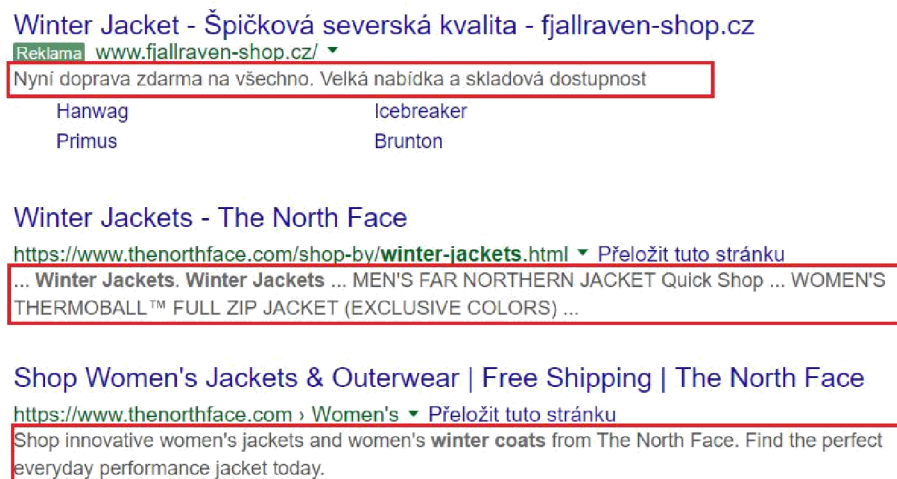 Winter Jacket - Špičková severská kvalita - fjallraven-shop.cz
Reklama www.fjallraven-shop.cz/
Nyní doprava zdarma na všechno. Velká nabídka a skladová dostupnost
Hanwag Icebreaker
Primus Brunton
Winter Jackets - The North Face
https://www.thenorthface.com/shop-by/winter-jackets.html Přeložit tuto stránku
... Winter Jackets. Winter Jackets ... MEN'S FAR NORTHERN JACKET Quick Shop ... WOMEN'S
THERMOBALL™ FULL ZIP JACKET (EXCLUSIVE COLORS) ...
Shop Women's Jackets & Outerwear | Free Shipping | The North Face
https://www.thenorthface.com › Women's Přeložit tuto stránku
Shop innovative women's jackets and women's winter coats from The North Face. Find the perfect
everyday performance jacket today.